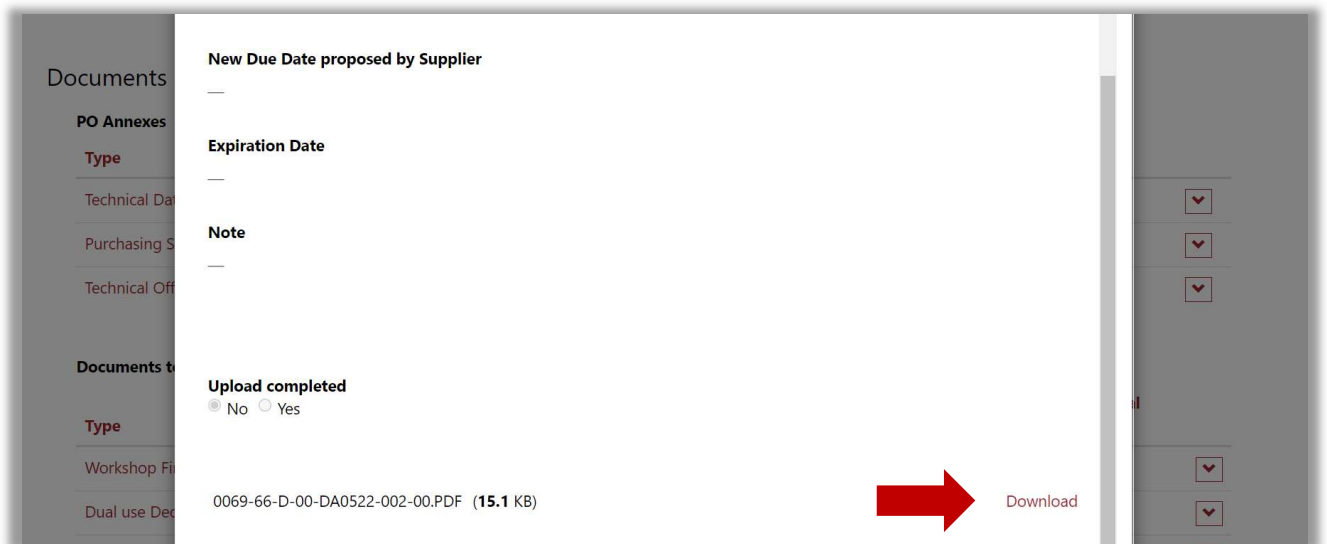 Documents
PO Annexes
Type
Technical Dat
Purchasing S
Technical Off
Documents t
Type
Workshop Fi
Dual use Dec
New Due Date proposed by Supplier
—
Expiration Date
—
Note
—
Upload completed
No Yes
0069-66-D-00-DA0522-002-00.PDF (15.1 KB) Download